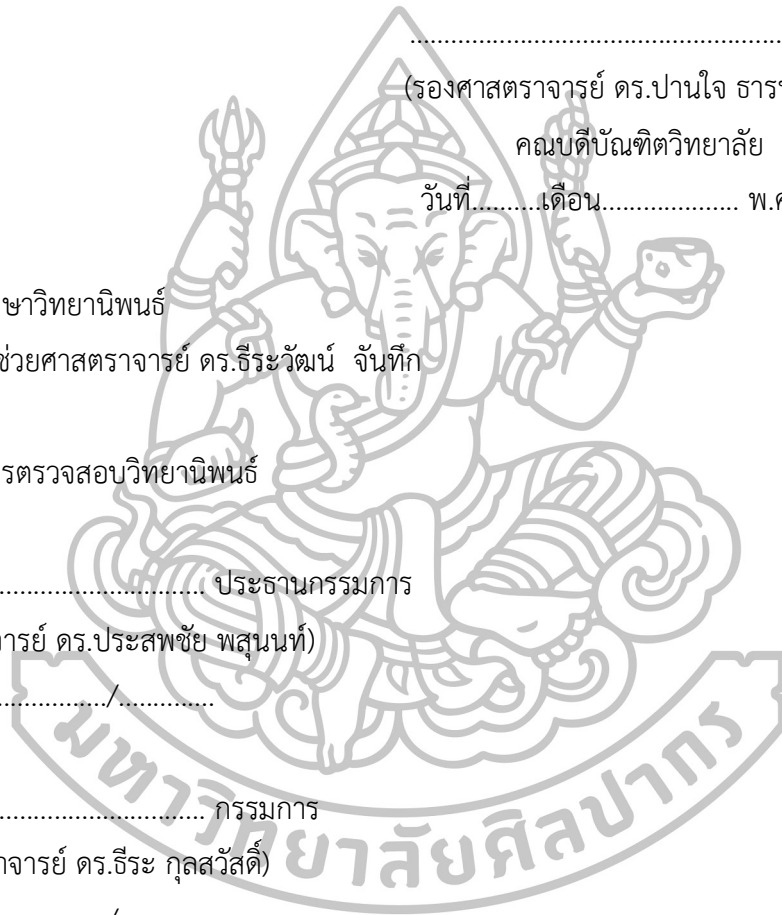 ......................................................
(รองศาสตราจารย์ ดร.ปานใจ
คณบดีบัณฑิตวิทยาลัย
วันที่..........เดือน.................... พ.ศ
ษาวิทยานิพนธ์
ช่วยศาสตราจารย์ ดร.ธีระวัฒน์ จันทึก
รตรวจสอบวิทยานิพนธ์
.............................. ประธานกรรมการ
ารย์ ดร.ประสพชัย พสุนนท์)
................/..............
.............................. กรรมการ
าจารย์ ดร.ธีระ กุลสวัสดิ์)
มหาวิทยาลัยศิลปากร